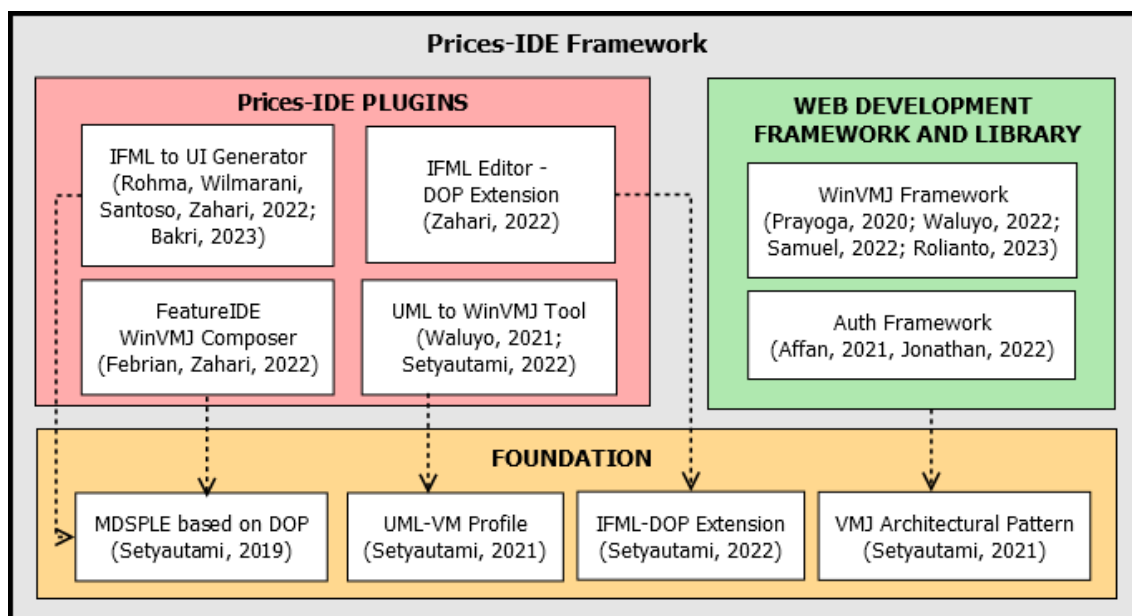 Prices-IDE Framework
Prices-IDE PLUGINS
IFML to UI Generator
(Rohma, Wilmarani,
Santoso, Zahari, 2022;
Bakri, 2023)
IFML Editor -
DOP Extension
(Zahari, 2022)
FeatureIDE
WinVMJ Composer
(Febrian, Zahari, 2022)
UML to WinVMJ Tool
(Waluyo, 2021;
Setyautami, 2022)
WEB DEVELOPMENT
FRAMEWORK AND LIBRARY
WinVMJ Framework
(Prayoga, 2020; Waluyo, 2022;
Samuel, 2022; Rolianto, 2023)
Auth Framework
(Affan, 2021, Jonathan, 2022)
FOUNDATION
MDSPLE based on DOP
(Setyautami, 2019)
UML-VM Profile
(Setyautami, 2021)
IFML-DOP Extension
(Setyautami, 2022)
VMJ Architectural Pattern
(Setyautami, 2021)